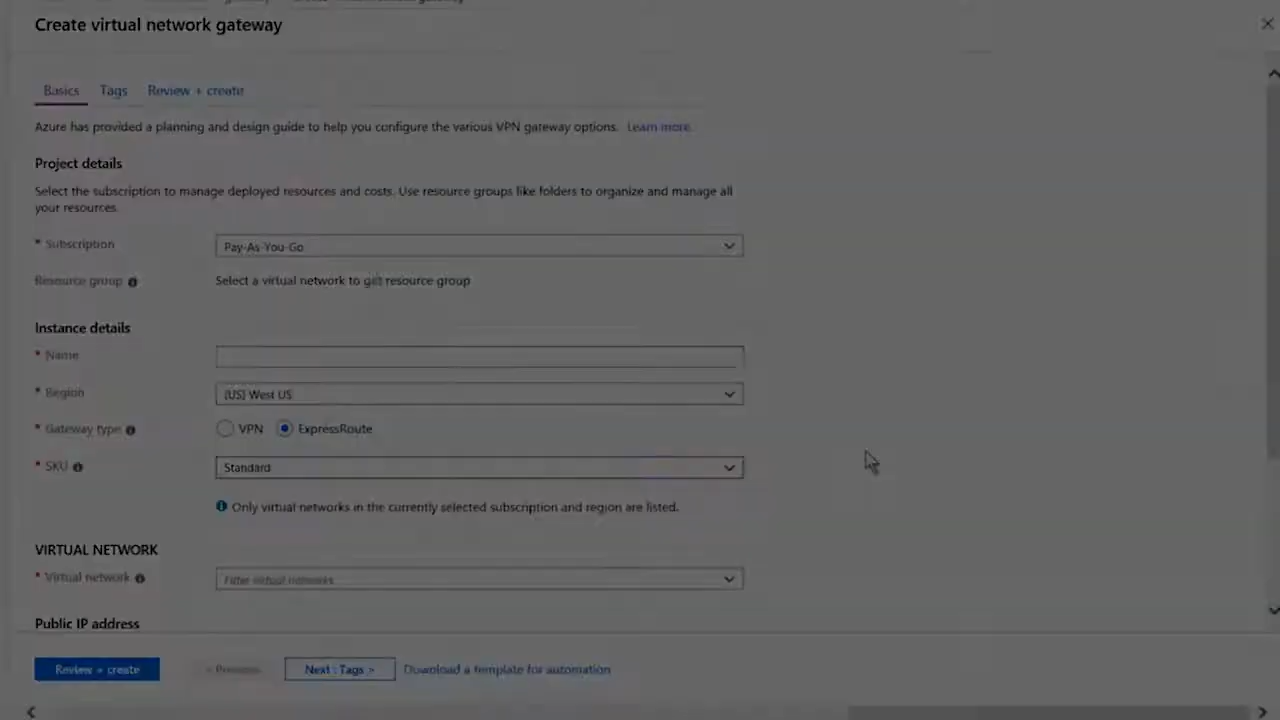 Create virtual network gateway
Basics Tags Review + create
Azure has provided a planning and design guide to help you configure the various VPN gateway options. Learn more.
Project details
Select the subscription to manage deployed resources and costs. Use resource groups like folders to organize and manage all
your resources.
* Subscription Pay-As-You-Go
Resource group Select a virtual network to get resource group
Instance details
* Name
* Region (US) West US
* Gateway type VPN ExpressRoute
* SKU Standard
Only virtual networks in the currently selected subscription and region are listed.
VIRTUAL NETWORK
* Virtual network Filter virtual networks
Public IP address
Review + create < Previous Next : Tags > Download a template for automation